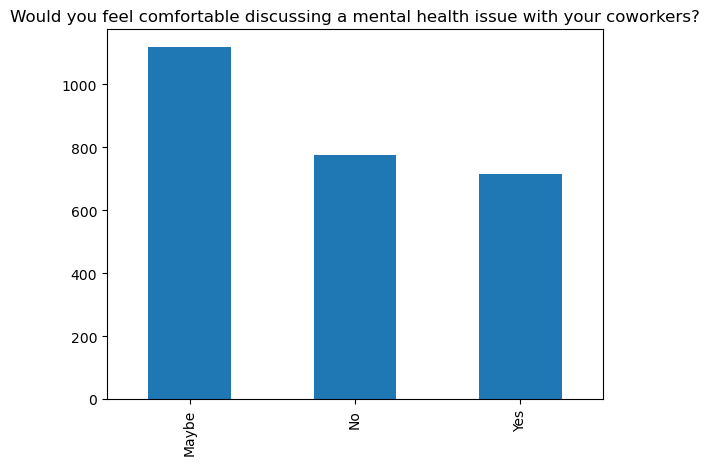 Would you feel comfortable discussing a mental health issue with your coworkers?
1000
800
600
400
200
0
Maybe
No
Yes